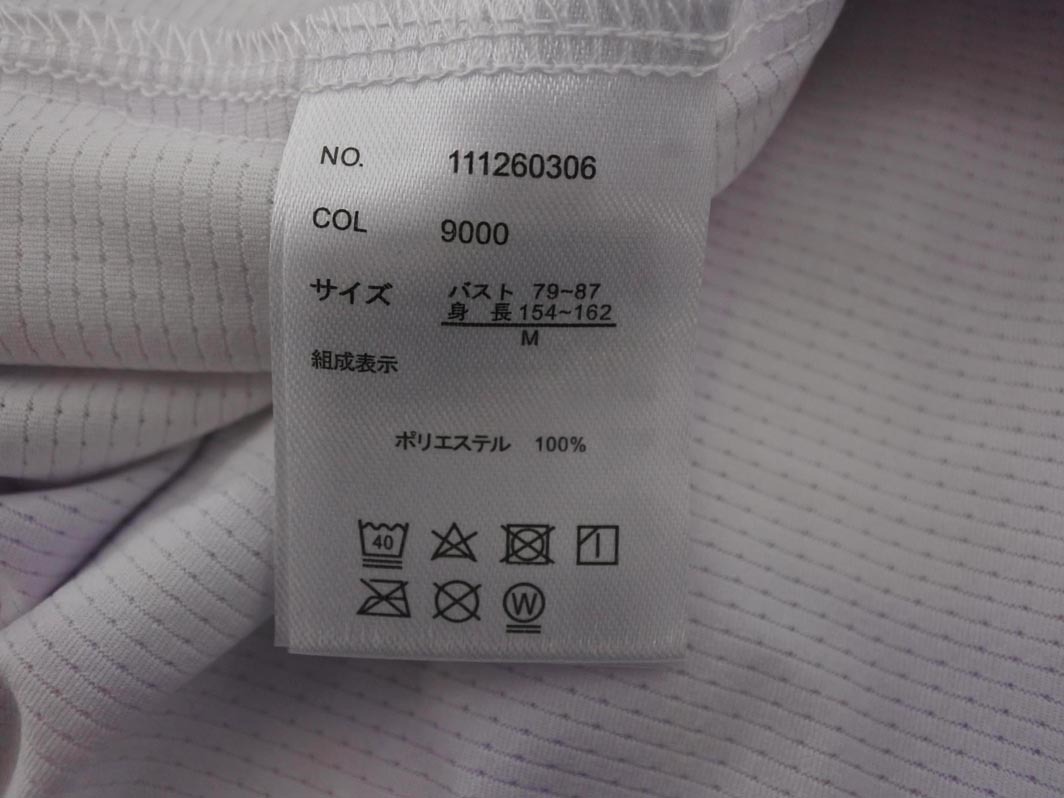 NO. 111260306
COL 9000
サイズ バスト 79~87
身 長 154~162
M
組成表示
ポリエステル 100%
40
W